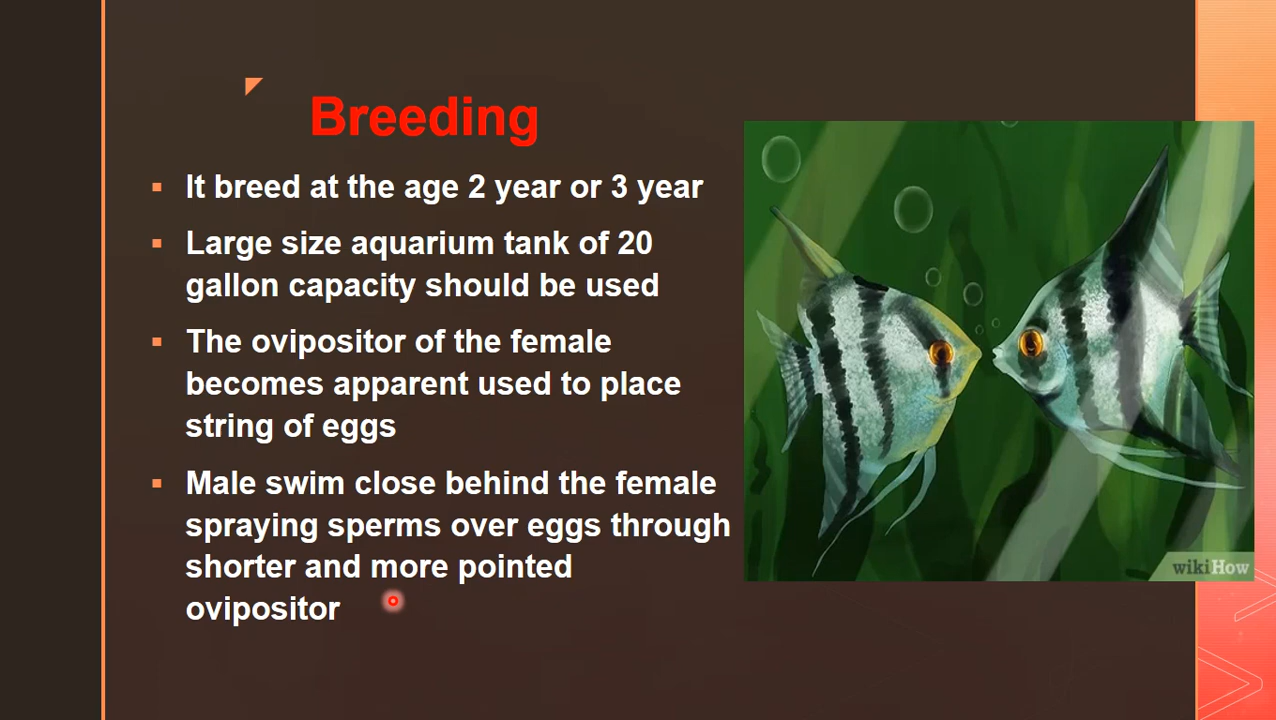 Breeding
It breed at the age 2 year or 3 year
Large size aquarium tank of 20
gallon capacity should be used
The ovipositor of the female
becomes apparent used to place
string of eggs
Male swim close behind the female
spraying sperms over eggs through
shorter and more pointed
ovipositor
wikiHow